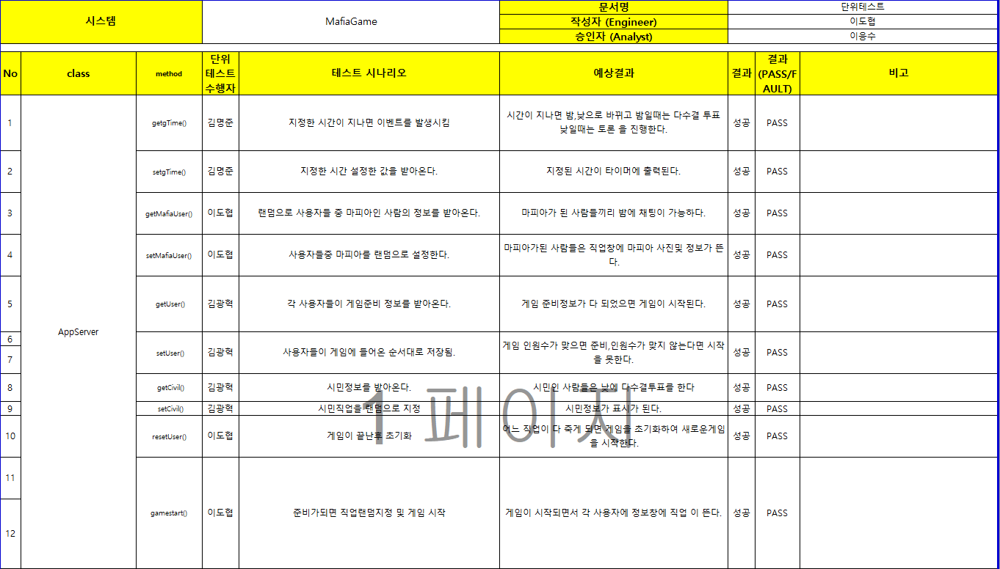 시스템
MafiaGame
문서명
단위테스트
작성자 (Engineer)
이도협
승인자 (Analyst)
이응수
No
class
method
단위
테스트
수행자
테스트 시나리오
예상결과
결과
결과
(PASS/F
AULT)
비고
AppServer
1
getgTime()
김명준
지정한 시간이 지나면 이벤트를 발생시킴
시간이 지나면 밤,낮으로 바뀌고 밤일때는 다수결 투표
낮일때는 토론 을 진행한다.
성공
PASS
2
setgTime()
김명준
지정한 시간 설정한 값을 받아온다.
지정된 시간이 타이머에 출력된다.
성공
PASS
3
getMafiaUser()
이도협
랜덤으로 사용자들 중 마피아인 사람의 정보를 받아온다.
마피아가 된 사람들끼리 밤에 채팅이 가능하다.
성공
PASS
4
setMafiaUser()
이도협
사용자들중 마피아를 랜덤으로 설정한다.
마피아가된 사람들은 직업창에 마피아 사진및 정보가 뜬
다.
성공
PASS
5
getUser()
김광혁
각 사용자들이 게임준비 정보를 받아온다.
게임 준비정보가 다 되었으면 게임이 시작된다.
성공
PASS
6
7
setUser()
김광혁
사용자들이 게임에 들어온 순서대로 저장됨.
게임 인원수가 맞으면 준비,인원수가 맞지 않는다면 시작
을 못한다.
성공
PASS
8
getCivil()
김광혁
시민정보를 받아온다.
시민인 사람들은 낮에 다수결투표를 한다
성공
PASS
9
setCivil()
김광혁
시민직업을 랜덤으로 지정
시민정보가 표시가 된다.
성공
PASS
10
resetUser()
이도협
게임이 끝난후 초기화
어느 직업이 다 죽게 되면 게임을 초기화하여 새로운게임
을 시작한다.
성공
PASS
1 페이지
11
12
gamestart()
이도협
준비가되면 직업랜덤지정 및 게임 시작
게임이 시작되면서 각 사용자에 정보창에 직업 이 뜬다.
성공
PASS